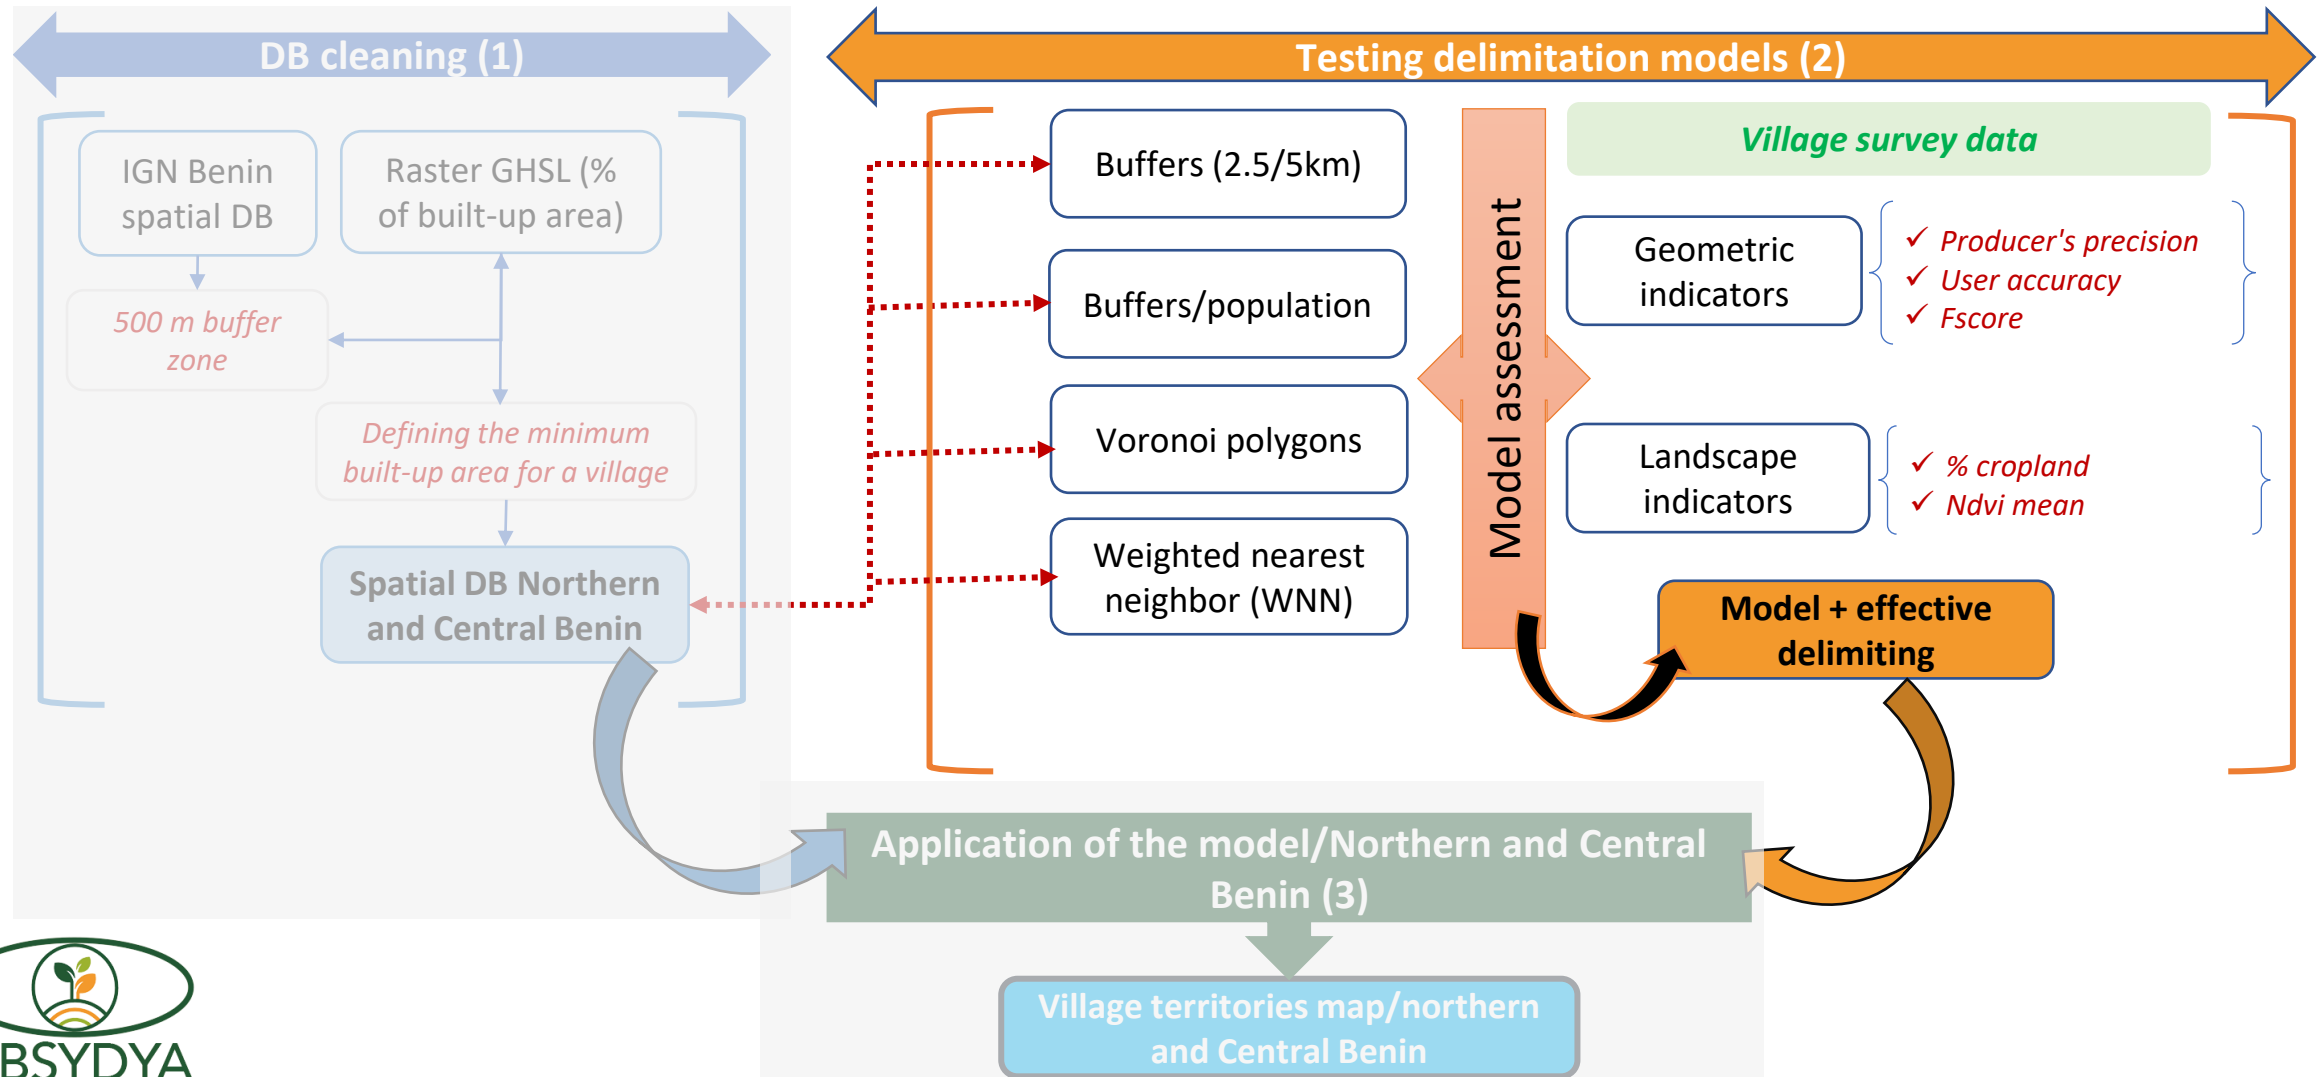 DB cleaning (1)
IGN Benin
spatial DB
Raster GHSL (%
of built-up area)
500 m buffer
zone
Defining the minimum
built-up area for a village
Spatial DB Northern
and Central Benin
Testing delimitation models (2)
Buffers (2.5/5km)
Buffers/population
Voronoi polygons
Weighted nearest
neighbor (WNN)
Model assessment
Village survey data
Geometric
indicators
✓ Producer's precision
✓ User accuracy
✓ Fscore
Landscape
indicators
✓ % cropland
✓ Ndvi mean
Model + effective
delimiting
Application of the model/Northern and Central
Benin (3)
Village territories map/northern
and Central Benin
BSYDYA